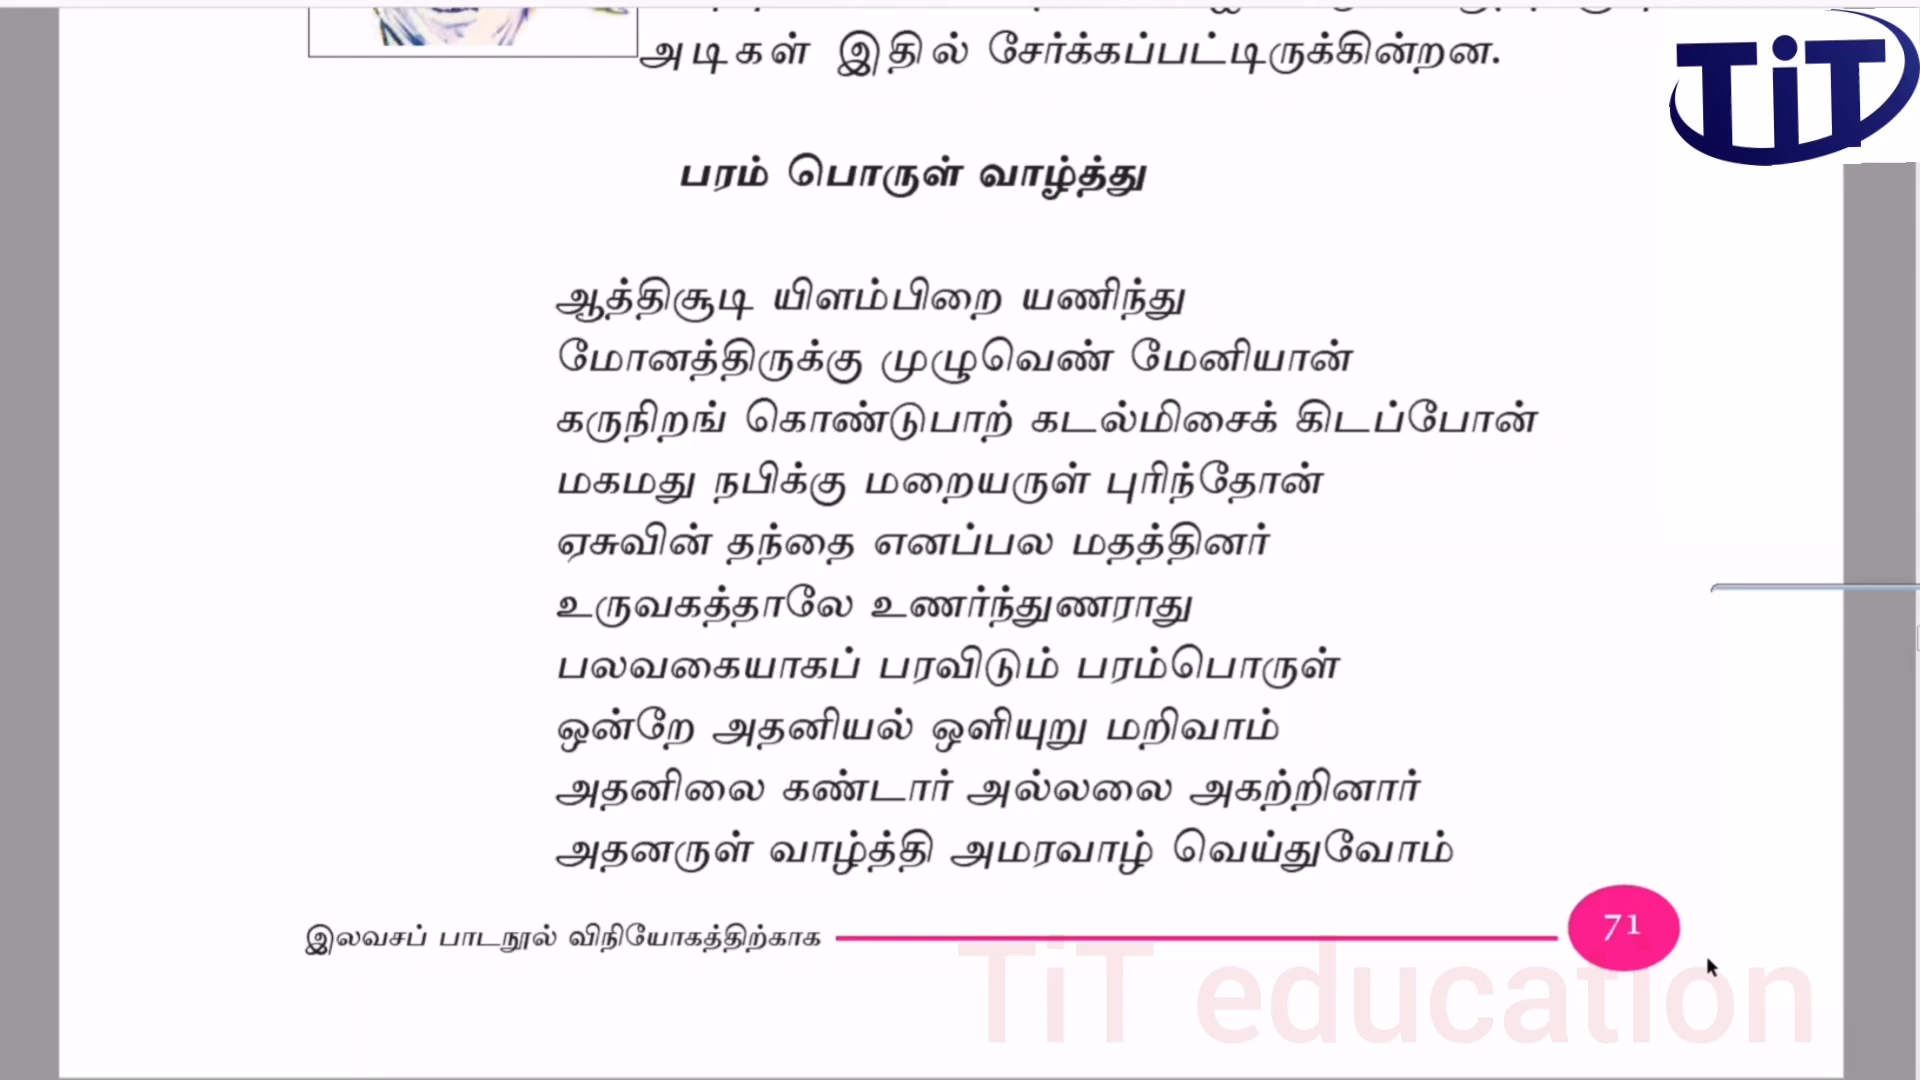 அடிகள் இதில் சேர்க்கப்பட்டிருக்கின்றன.
TiT
பரம் பொருள் வாழ்த்து
ஆத்திசூடி யிளம்பிறை யணிந்து
மோனத்திருக்கு முழுவெண் மேனியான்
கருநிறங் கொண்டுபாற் கடல்மிசைக் கிடப்போன்
மகமது நபிக்கு மறையருள் புரிந்தோன்
ஏசுவின் தந்தை எனப்பல மதத்தினர்
உருவகத்தாலே உணர்ந்துணராது
பலவகையாகப் பரவிடும் பரம்பொருள்
ஒன்றே அதனியல் ஒளியுறு மறிவாம்
அதனிலை கண்டார் அல்லலை அகற்றினார்
அதனருள் வாழ்த்தி அமரவாழ் வெய்துவோம்
இலவசப் பாடநூல் விநியோகத்திற்காக
71
TiT education